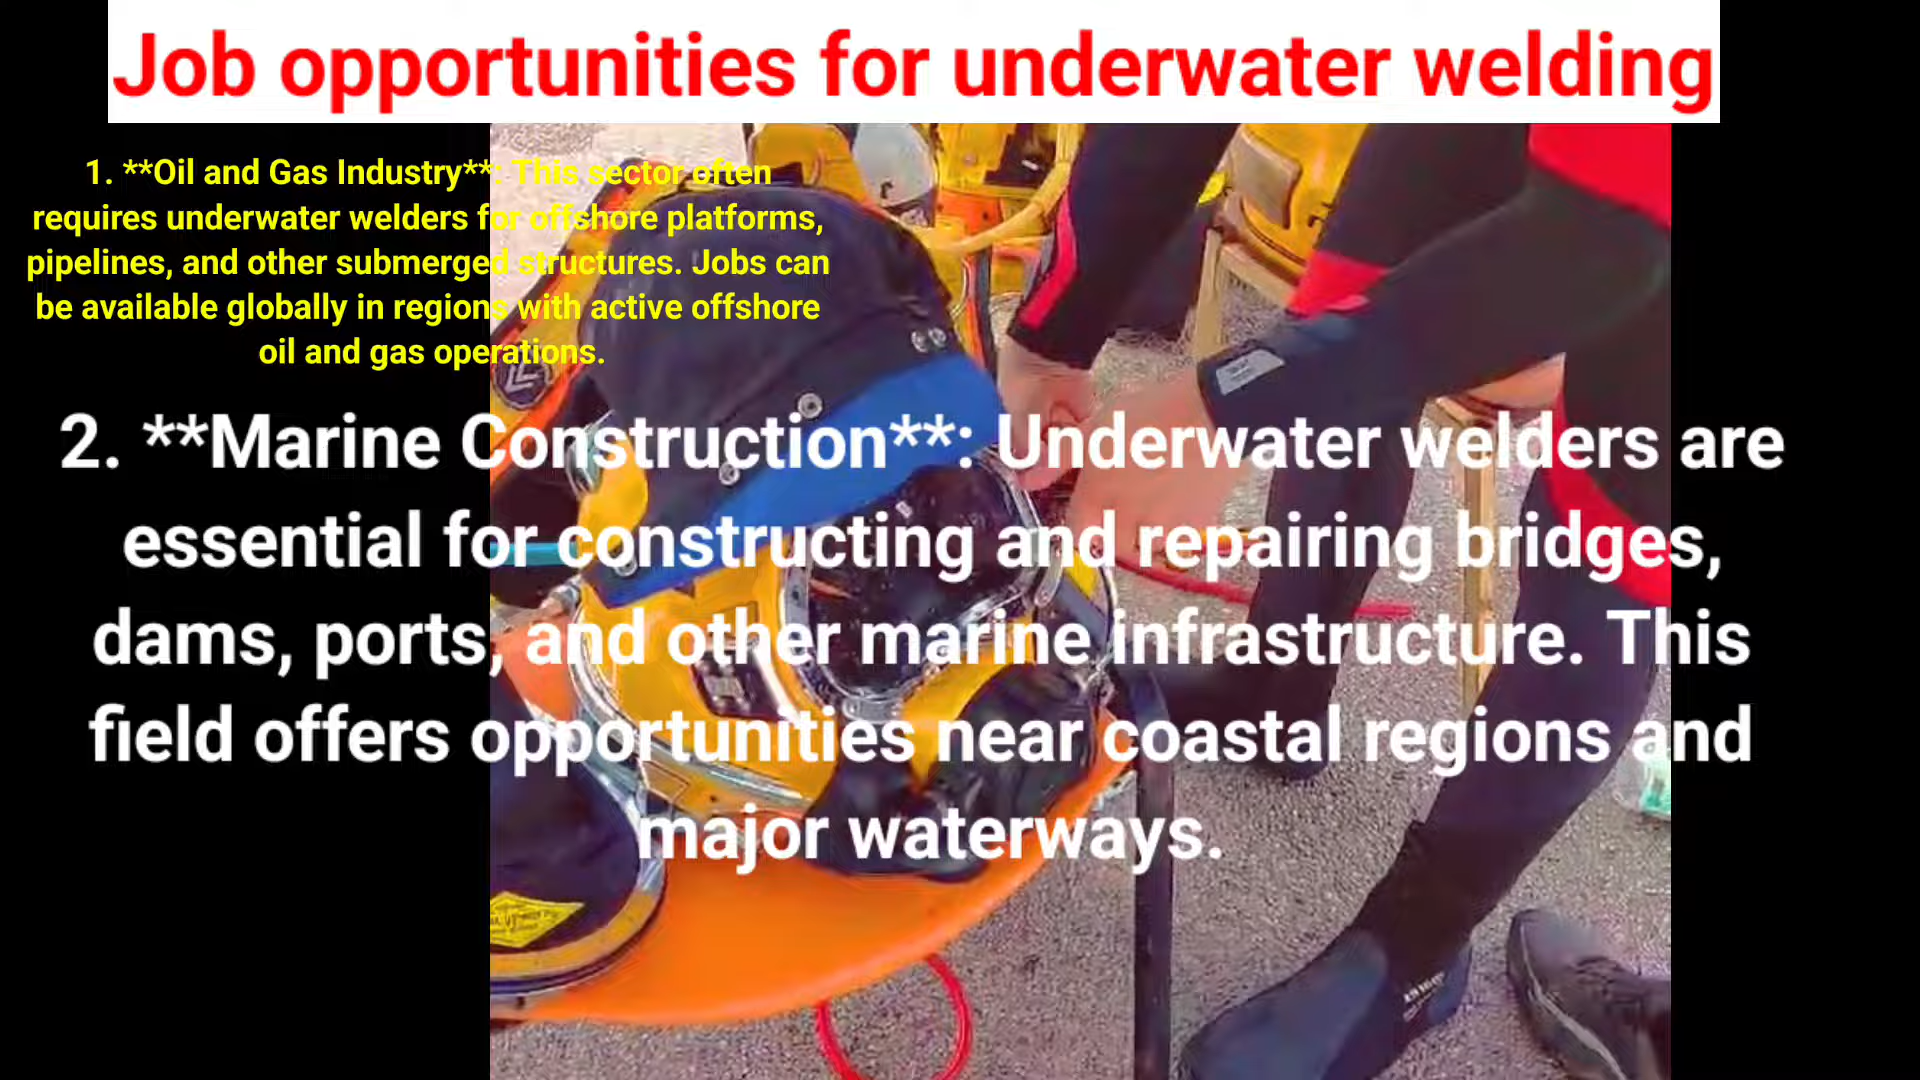 Job opportunities for underwater welding
1. **Oil and Gas Industry**: This sector often
requires underwater welders for offshore platforms,
pipelines, and other submerged structures. Jobs can
be available globally in regions with active offshore
oil and gas operations.
2. **Marine Construction**: Underwater welders are
essential for constructing and repairing bridges,
dams, ports, and other marine infrastructure. This
field offers opportunities near coastal regions and
major waterways.